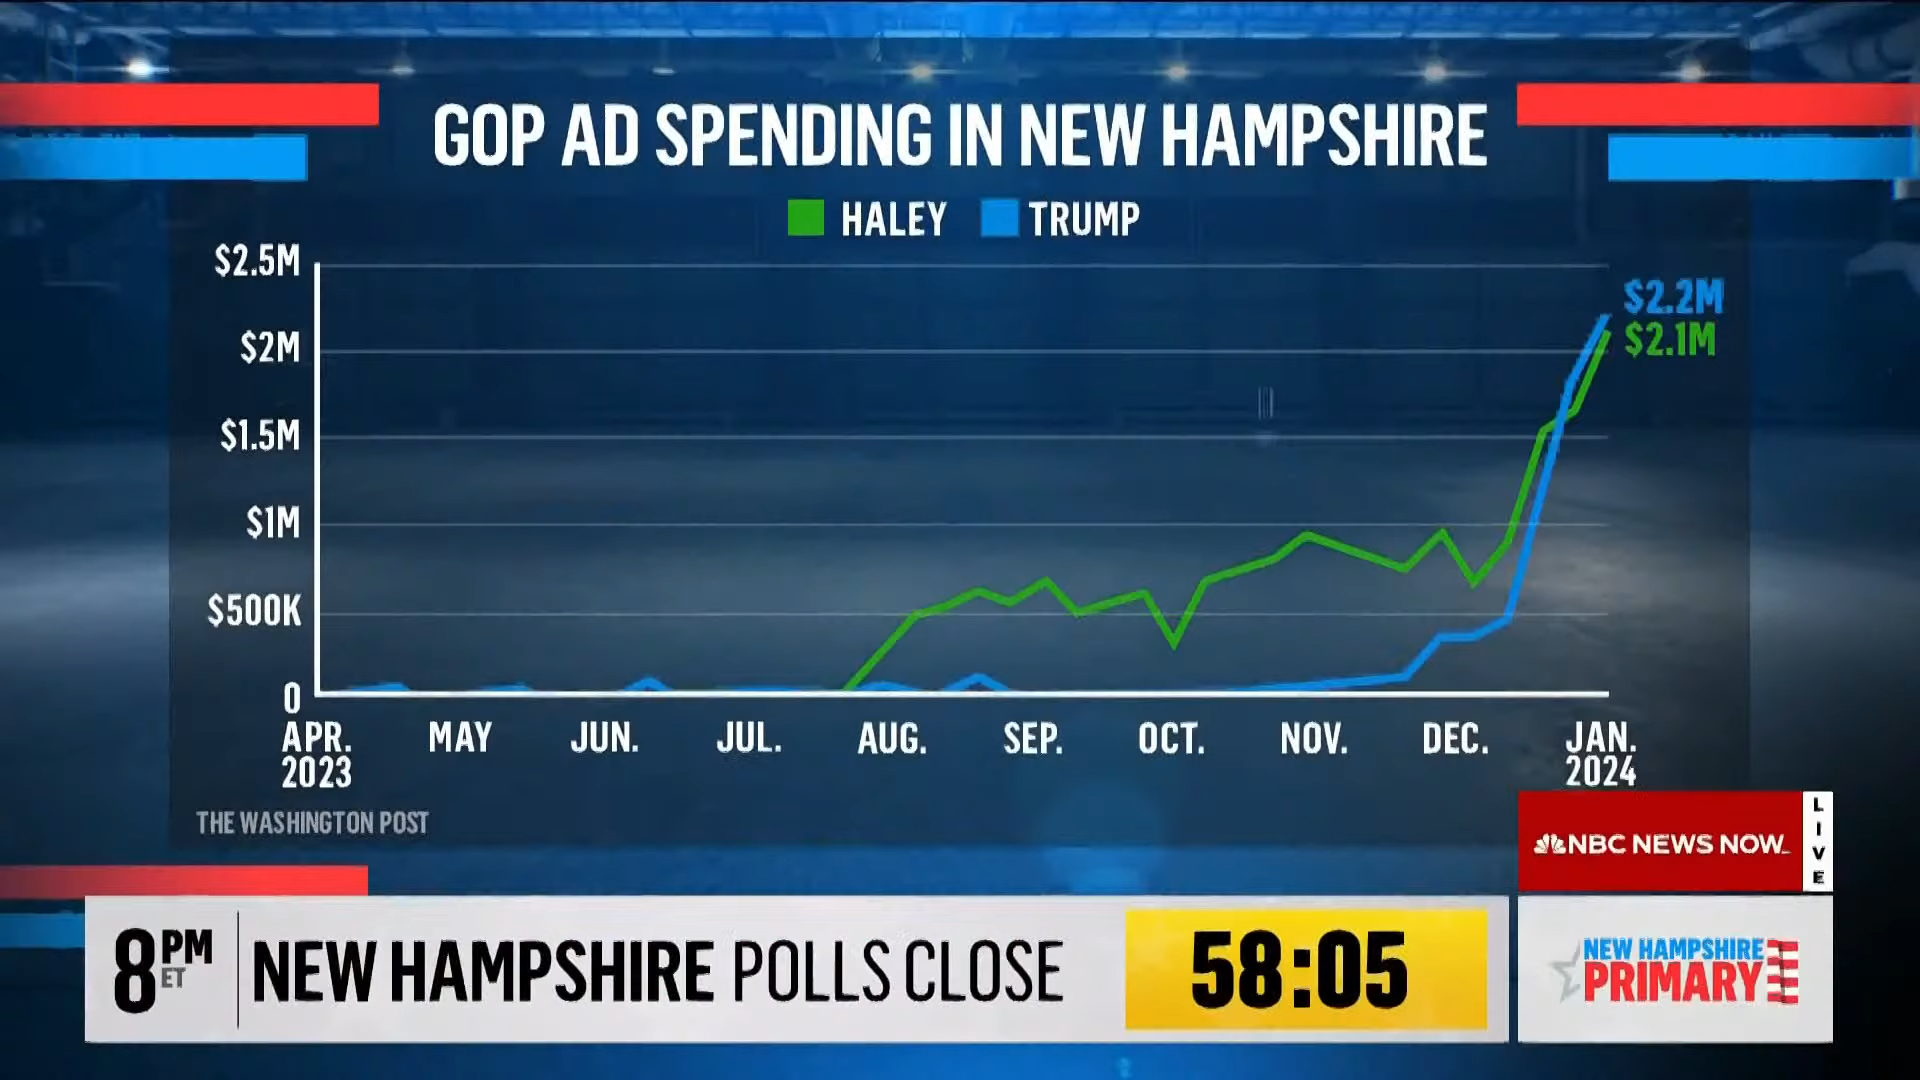 GOP AD SPENDING IN NEW HAMPSHIRE
HALEY TRUMP
$2.5M
$2M
$1.5M
$1M
$500K
0
$2.2M
$2.1M
APR. 2023
MAY
JUN.
JUL.
AUG.
SEP.
OCT.
NOV.
DEC.
JAN. 2024
THE WASHINGTON POST
NBC NEWS NOW
LIVE
8 PM ET
NEW HAMPSHIRE POLLS CLOSE
58:05
NEW HAMPSHIRE
PRIMARY